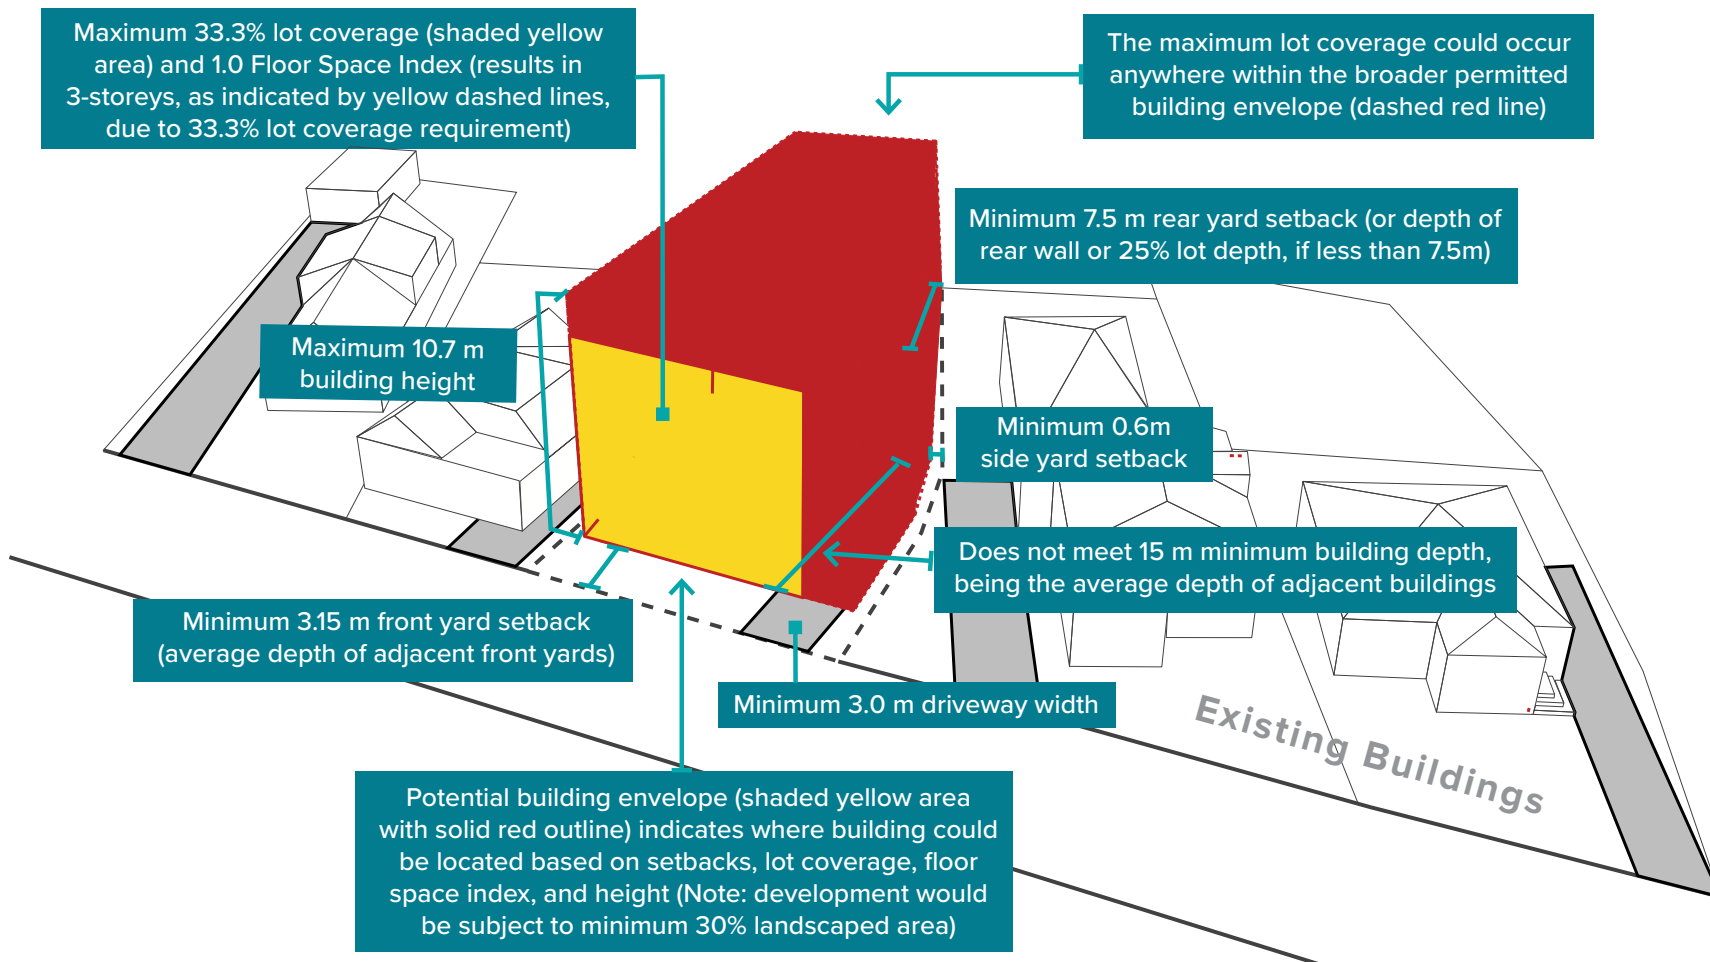 Maximum 33.3% lot coverage (shaded yellow
area) and 1.0 Floor Space Index (results in
3-storeys, as indicated by yellow dashed lines,
due to 33.3% lot coverage requirement)
The maximum lot coverage could occur
anywhere within the broader permitted
building envelope (dashed red line)
Minimum 7.5 m rear yard setback (or depth of
rear wall or 25% lot depth, if less than 7.5m)
Maximum 10.7 m
building height
Minimum 0.6m
side yard setback
Does not meet 15 m minimum building depth,
being the average depth of adjacent buildings
Minimum 3.15 m front yard setback
(average depth of adjacent front yards)
Minimum 3.0 m driveway width
Existing Buildings
Potential building envelope (shaded yellow area
with solid red outline) indicates where building could
be located based on setbacks, lot coverage, floor
space index, and height (Note: development would
be subject to minimum 30% landscaped area)